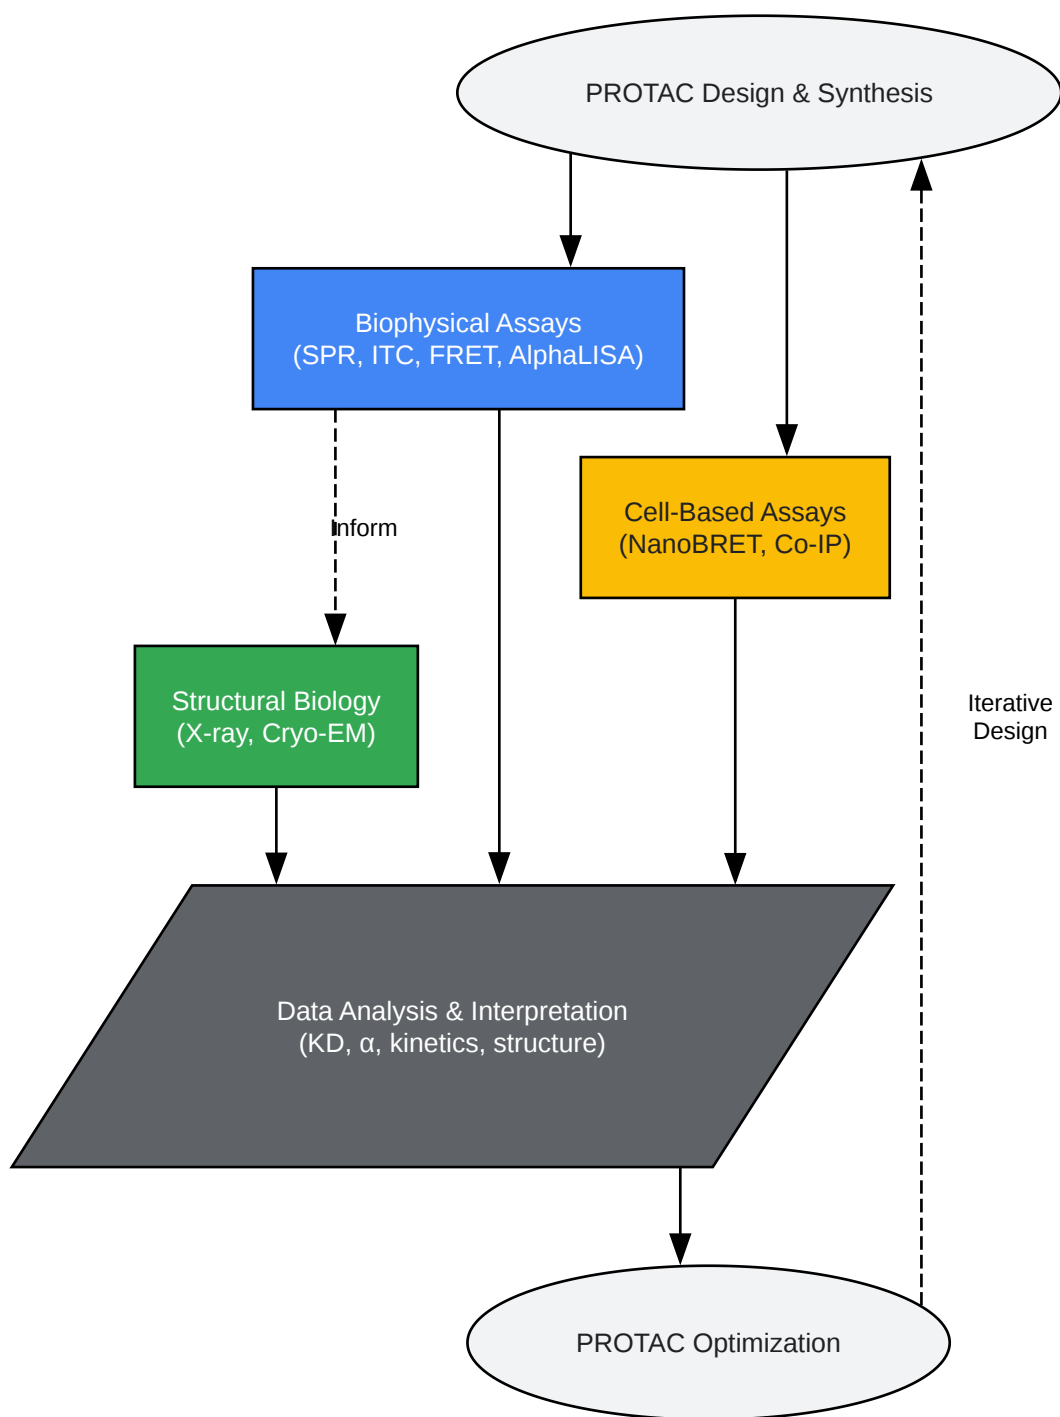 PROTAC Design & Synthesis
Biophysical Assays
(SPR, ITC, FRET, AlphaLISA)
Cell-Based Assays
(NanoBRET, Co-IP)
Inform
Structural Biology
(X-ray, Cryo-EM)
Iterative
Design
Data Analysis & Interpretation
(KD, α, kinetics, structure)
PROTAC Optimization